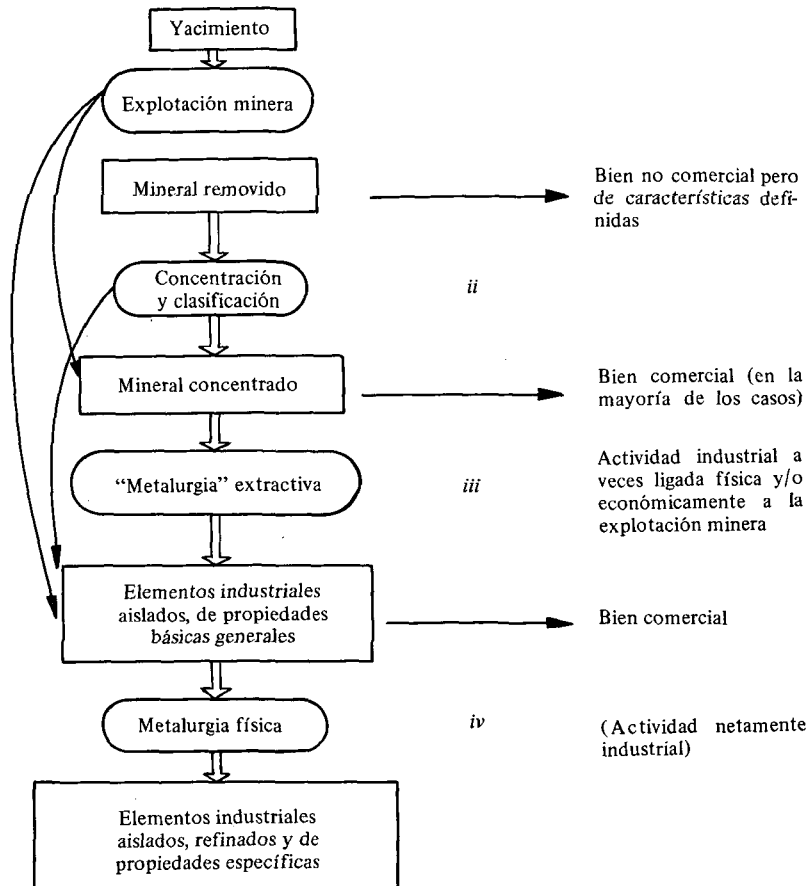 Yacimiento
Explotación minera
Mineral removido
Bien no comercial pero
de características defi-
nidas
Concentración
y clasificación
ii
Mineral concentrado
Bien comercial (en la
mayoría de los casos)
“Metalurgia” extractiva
iii
Actividad industrial a
veces ligada física y/o
económicamente a la
explotación minera
Elementos industriales
aislados, de propiedades
básicas generales
Bien comercial
Metalurgia física
iv
(Actividad netamente
industrial)
Elementos industriales
aislados, refinados y de
propiedades específicas